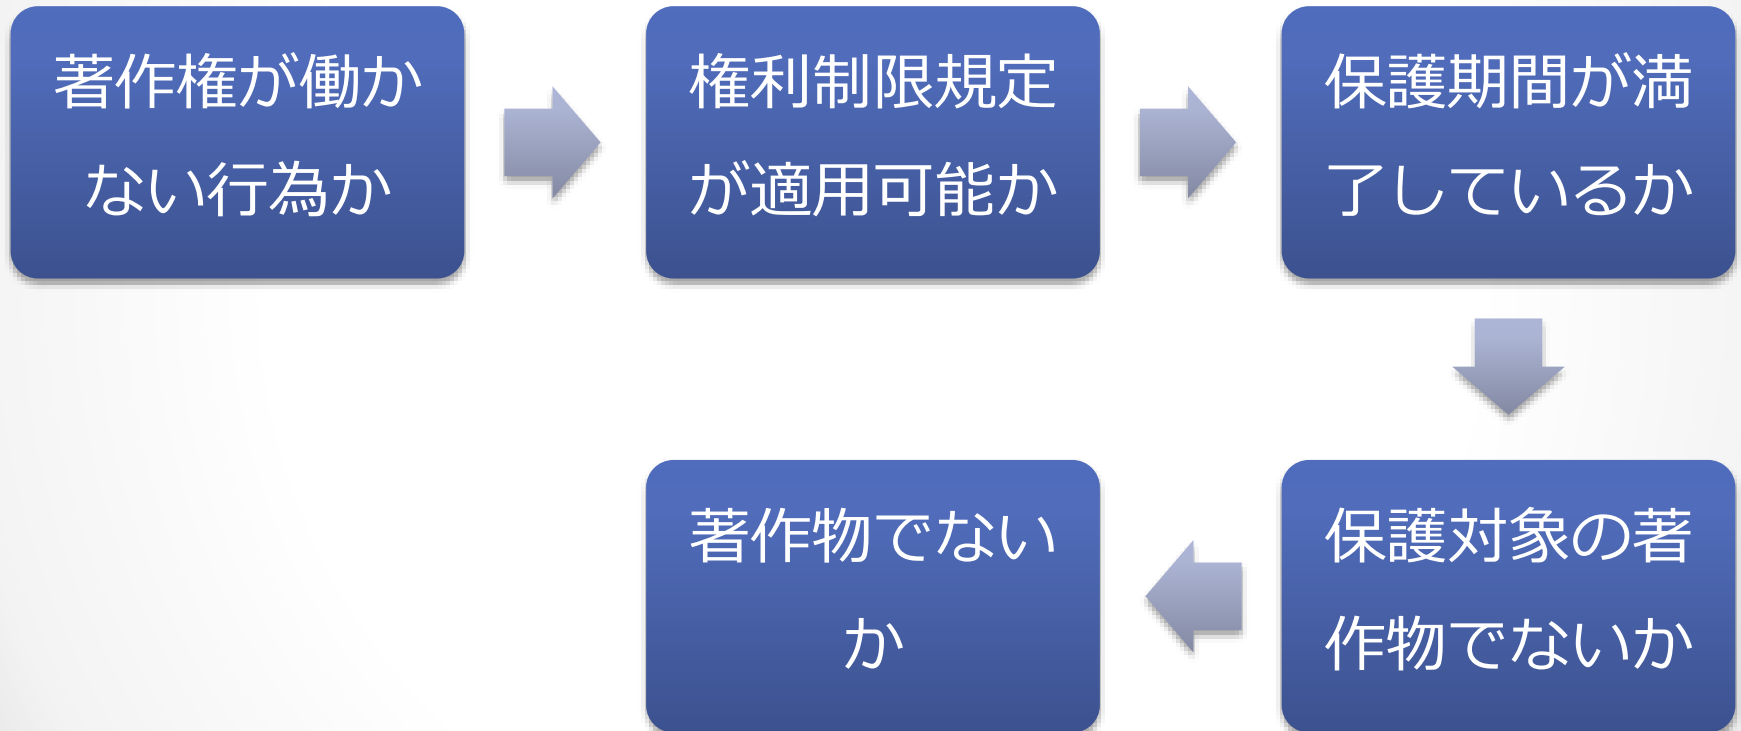 著作権が働か
ない行為か
権利制限規定
が適用可能か
保護期間が満
了しているか
保護対象の著
作物でないか
著作物でない
か